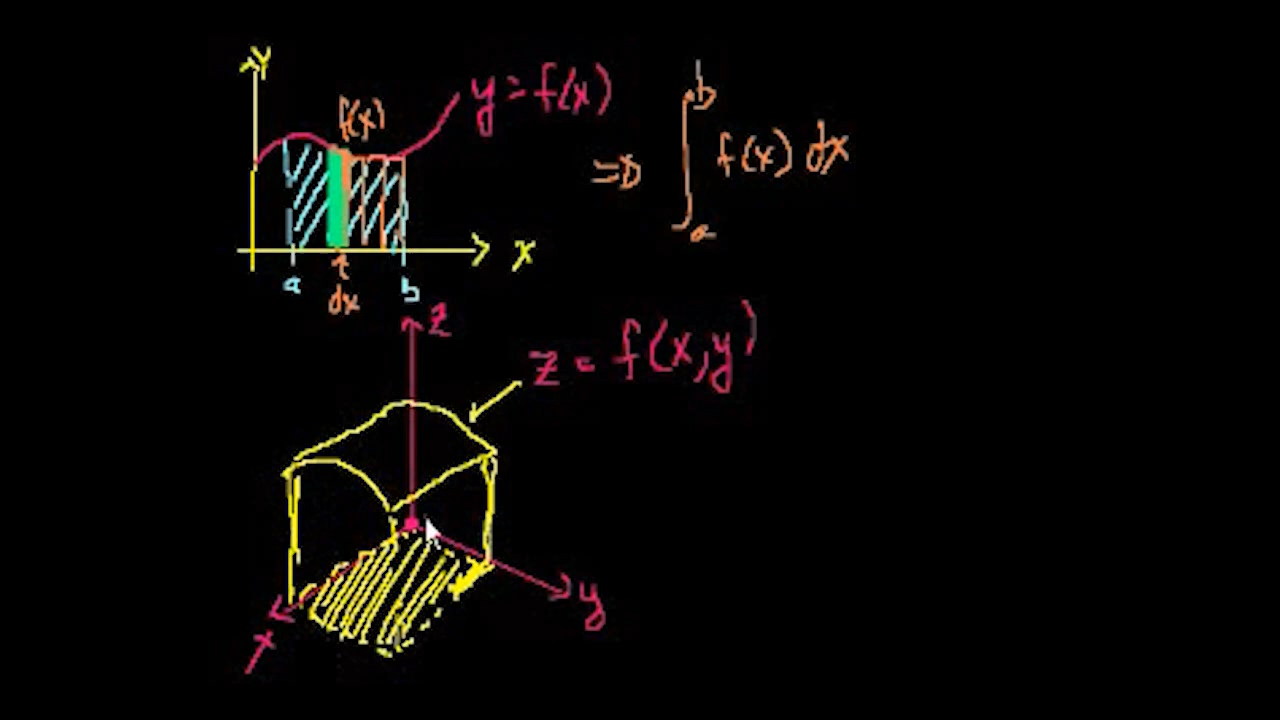 y
f(x)
y = f(x)
⇒ ∫
b
a
f(x) dx
x
a
dx
b
z
z = f(x,y)
y
x